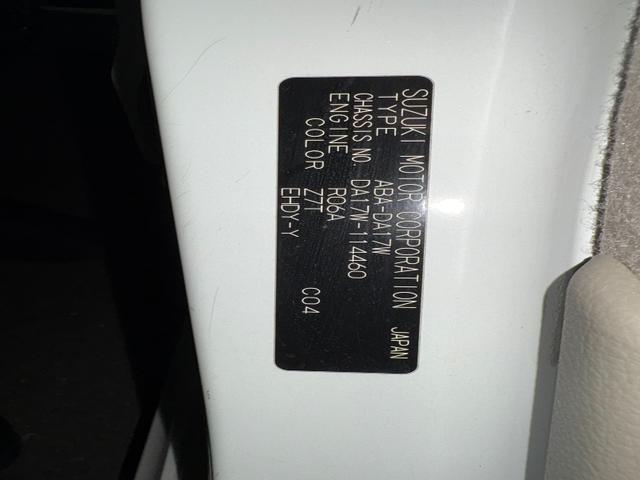 SUZUKI MOTOR CORPORATION JAPAN
TYPE ABA-DA17W
CHASSIS NO. DA17W-114460
ENGINE R06A
COLOR Z7T C04
EHDY-Y